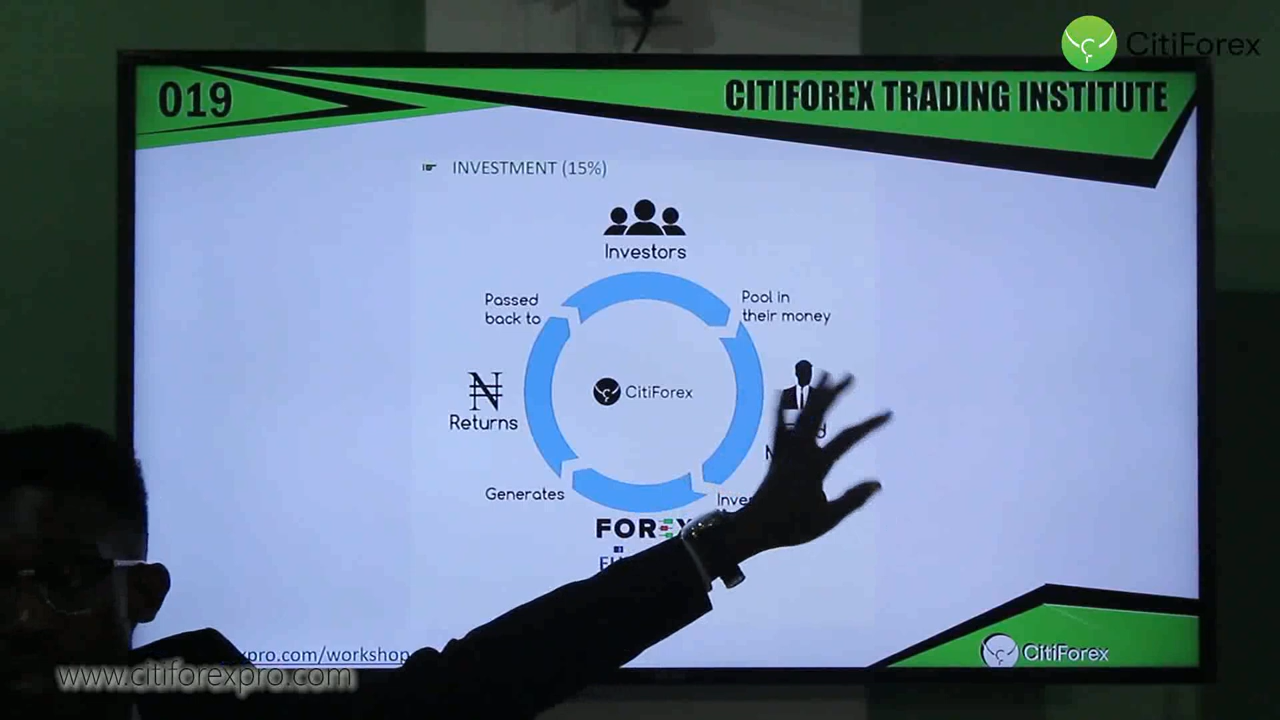 CitiForex
019
CITIFOREX TRADING INSTITUTE
INVESTMENT (15%)
Investors
Passed
back to
Pool in
their money
₦
Returns
CitiForex
Generates
FOREX
pro.com/workshop
www.citiforexpro.com
CitiForex